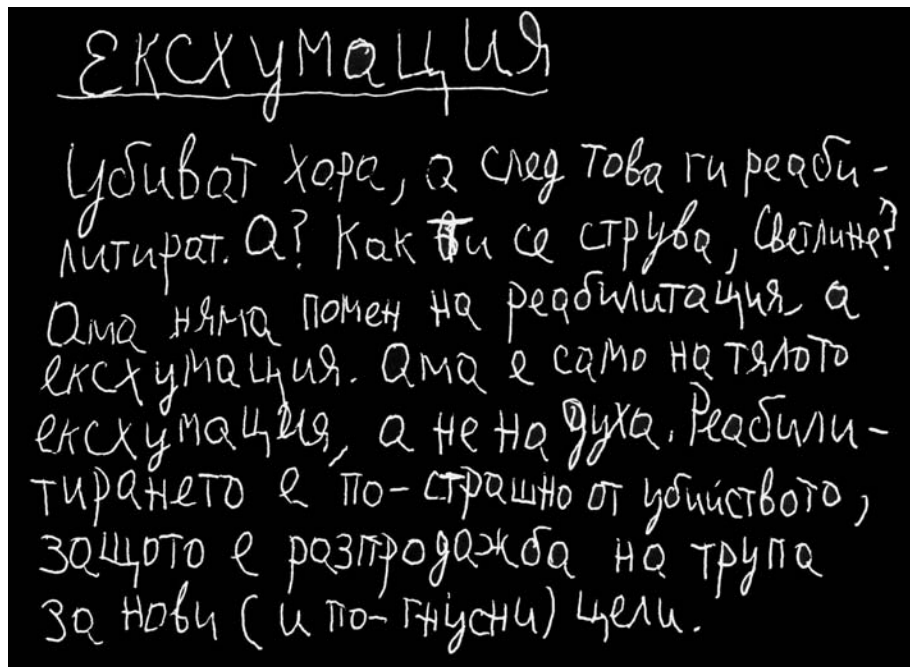 ЕКСХУМАЦИЯ
Убиват хора, а след това ги реаби-
литират. А? Как ти се струва, Светлине?
Ама няма помен на реабилитация, а
ексхумация. Ама е само на тялото
ексхумация, а не на духа. Реабили-
тирането е по-страшно от убийството,
защото е разпродажба на трупа
за нови (и по-гнусни) цели.